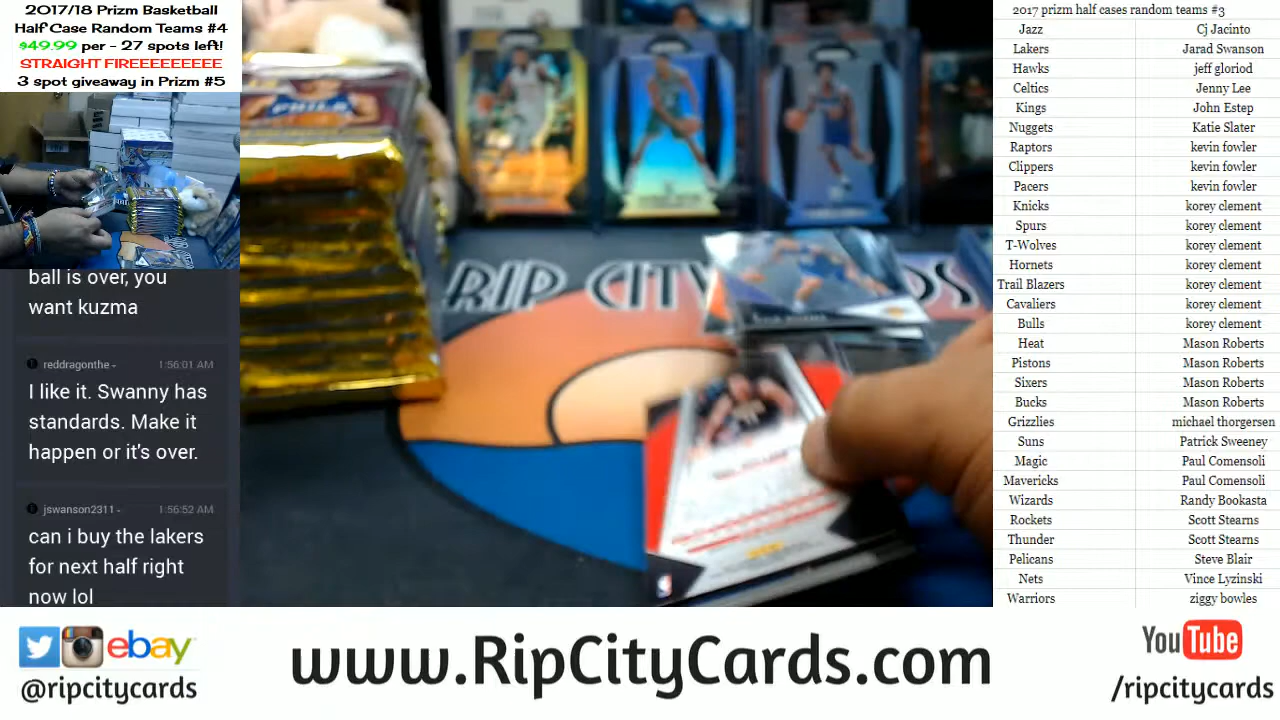 2017/18 Prizm Basketball
Half Case Random Teams #4
$49.99 per - 27 spots left!
STRAIGHT FIREEEEEEEEE
3 spot giveaway in Prizm #5
ball is over, you
want kuzma
reddragonthe - 1:56:01 AM
I like it. Swanny has
standards. Make it
happen or it's over.
jswanson2311 - 1:56:52 AM
can i buy the lakers
for next half right
now lol
PHILA
RIP CITY
2017 prizm half cases random teams #3
Jazz Cj Jacinto
Lakers Jarad Swanson
Hawks jeff gloriod
Celtics Jenny Lee
Kings John Estep
Nuggets Katie Slater
Raptors kevin fowler
Clippers kevin fowler
Pacers kevin fowler
Knicks korey clement
Spurs korey clement
T-Wolves korey clement
Hornets korey clement
Trail Blazers korey clement
Cavaliers korey clement
Bulls korey clement
Heat Mason Roberts
Pistons Mason Roberts
Sixers Mason Roberts
Bucks Mason Roberts
Grizzlies michael thorgersen
Suns Patrick Sweeney
Magic Paul Comensoli
Mavericks Paul Comensoli
Wizards Randy Bookasta
Rockets Scott Stearns
Thunder Scott Stearns
Pelicans Steve Blair
Nets Vince Lyzinski
Warriors ziggy bowles
ebay
@ripcitycards
www.RipCityCards.com
YouTube
/ripcitycards